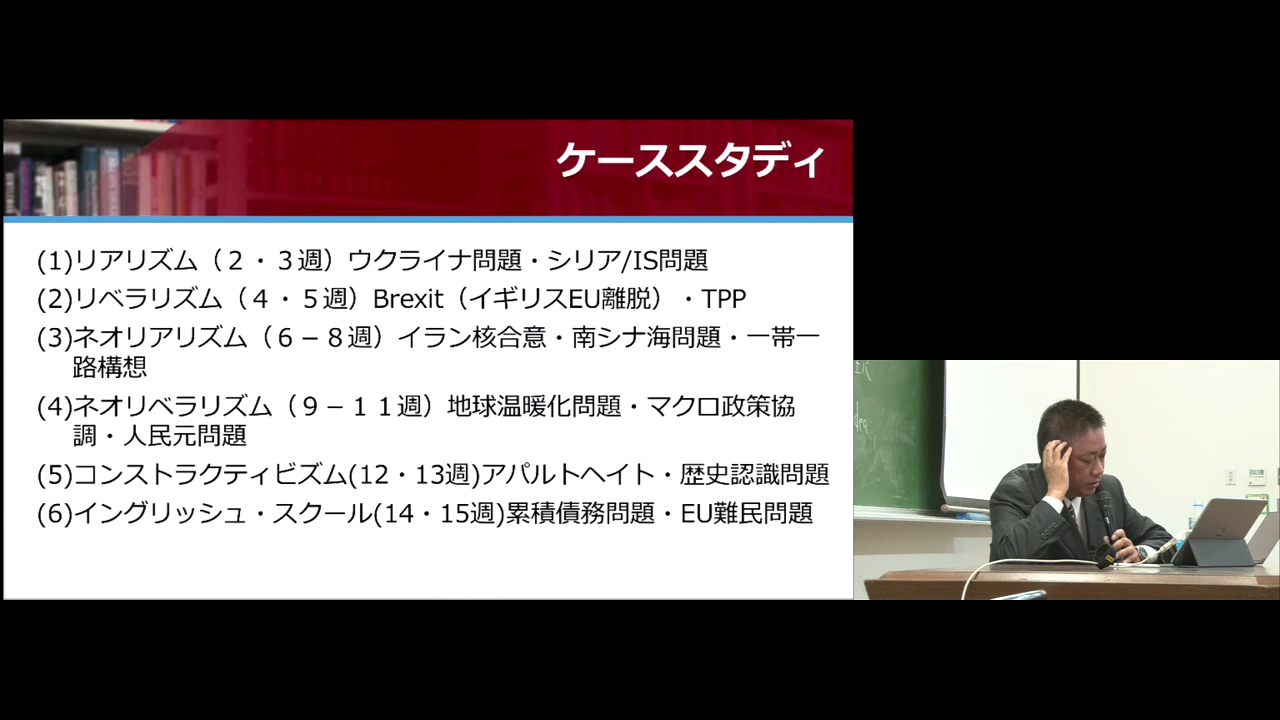 ケーススタディ
(1)リアリズム（２・３週）ウクライナ問題・シリア/IS問題
(2)リベラリズム（４・５週）Brexit（イギリスEU離脱）・TPP
(3)ネオリアリズム（６－８週）イラン核合意・南シナ海問題・一帯一
路構想
(4)ネオリベラリズム（９－１１週）地球温暖化問題・マクロ政策協
調・人民元問題
(5)コンストラクティビズム(12・13週)アパルトヘイト・歴史認識問題
(6)イングリッシュ・スクール(14・15週)累積債務問題・EU難民問題